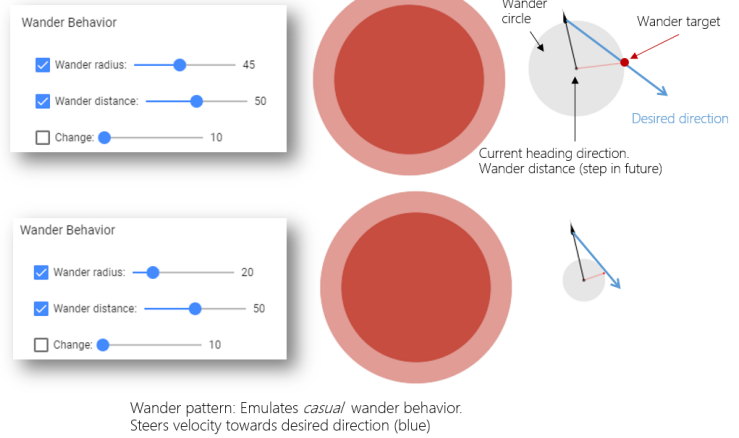 Wander Behavior
Wander radius: 45
Wander distance: 50
Change: 10
Wander
circle
Wander target
Desired direction
Current heading direction.
Wander distance (step in future)
Wander Behavior
Wander radius: 20
Wander distance: 50
Change: 10
Wander pattern: Emulates casual wander behavior.
Steers velocity towards desired direction (blue)